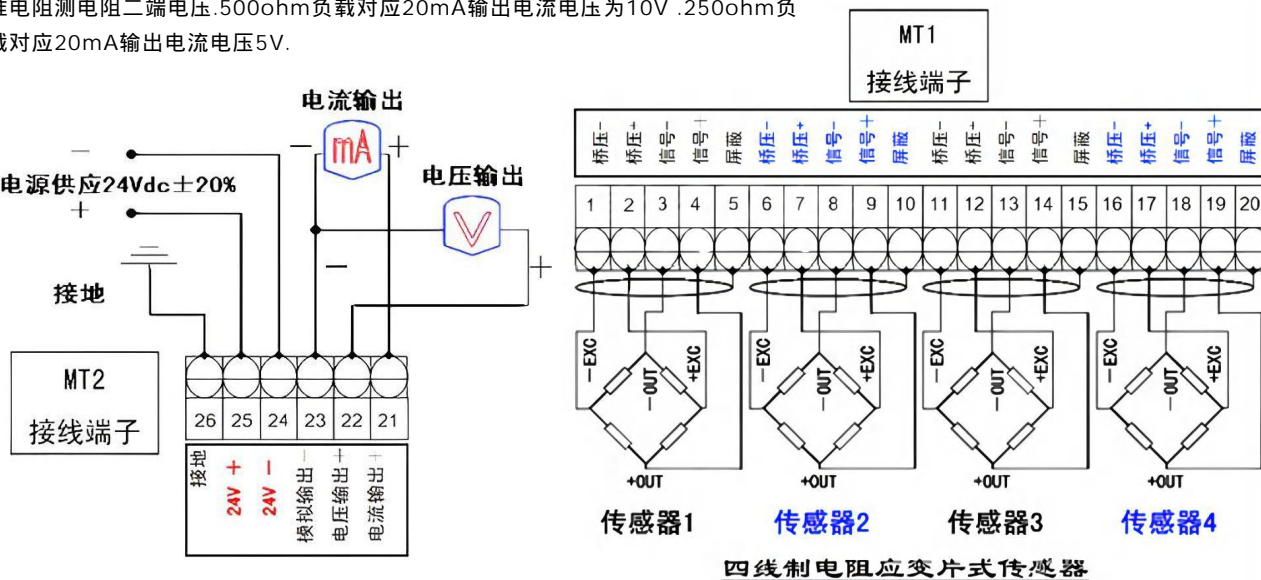 准电阻测电阻二端电压.500ohm负载对应20mA输出电流电压为10V .250ohm负
载对应20mA输出电流电压5V.
MT1
接线端子
桥压- 桥压+ 信号- 信号+ 屏蔽 桥压- 桥压+ 信号- 信号+ 屏蔽 桥压- 桥压+ 信号- 信号+ 屏蔽 桥压- 桥压+ 信号- 信号+ 屏蔽
1 2 3 4 5 6 7 8 9 10 11 12 13 14 15 16 17 18 19 20
电流输出
- mA +
电压输出
V
- +
-
电源供应24Vdc±20%
+
接地
MT2
接线端子
26 25 24 23 22 21
接地
24V +
24V -
模拟输出-
电压输出+
电流输出+
-EXC -OUT +EXC
+OUT
传感器1
-EXC -OUT +EXC
+OUT
传感器2
-EXC -OUT +EXC
+OUT
传感器3
-EXC -OUT +EXC
+OUT
传感器4
四线制电阻应变片式传感器